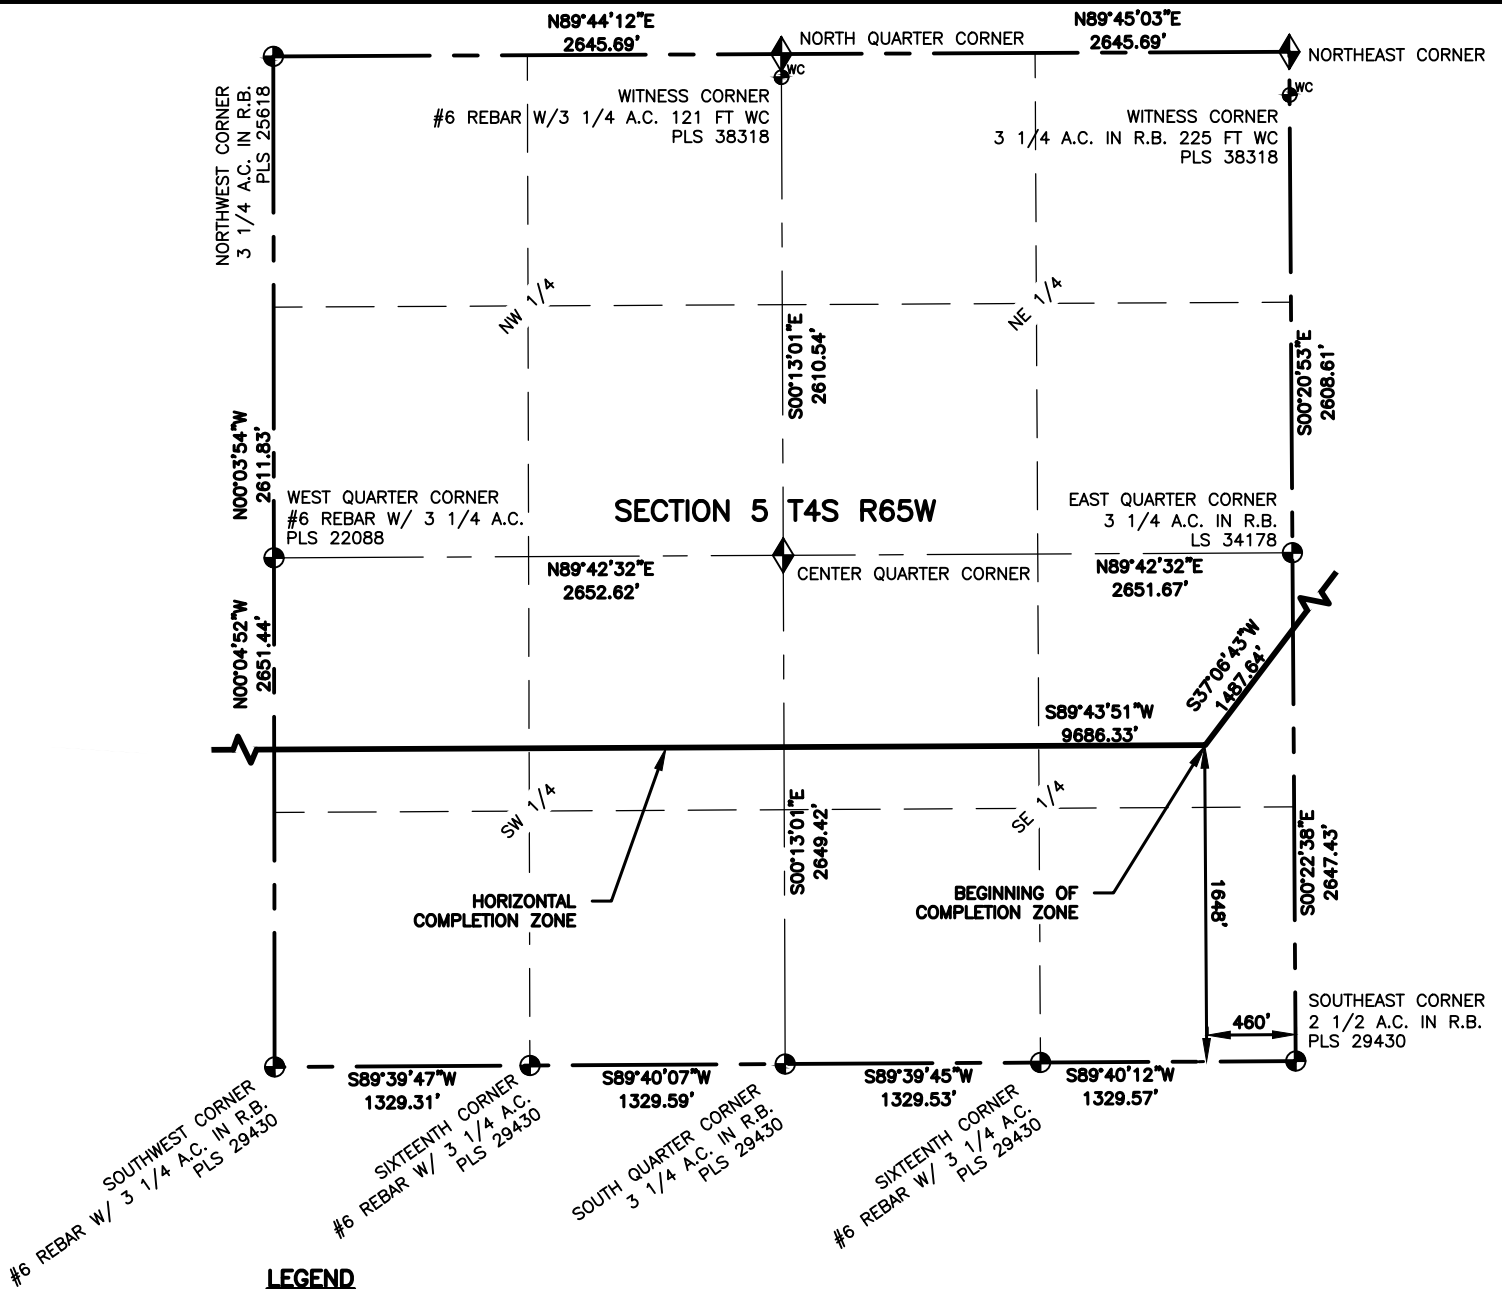 N89°44'12"E
2645.69'
N89°45'03"E
2645.69'
NORTH QUARTER CORNER
NORTHEAST CORNER
WC
WC
NORTHWEST CORNER
3 1/4 A.C. IN R.B.
PLS 25618
WITNESS CORNER
#6 REBAR W/3 1/4 A.C. 121 FT WC
PLS 38318
WITNESS CORNER
3 1/4 A.C. IN R.B. 225 FT WC
PLS 38318
NW 1/4
NE 1/4
S00°13'01"E
2610.54'
S00°20'53"E
2608.61'
N00°03'54"W
2611.83'
WEST QUARTER CORNER
#6 REBAR W/ 3 1/4 A.C.
PLS 22088
SECTION 5 T4S R65W
EAST QUARTER CORNER
3 1/4 A.C. IN R.B.
LS 34178
N89°42'32"E
2652.62'
CENTER QUARTER CORNER
N89°42'32"E
2651.67'
N00°04'52"W
2651.44'
S37°06'43"W
1487.64'
S89°43'51"W
9686.33'
SW 1/4
SE 1/4
S00°13'01"E
2649.42'
S00°22'38"E
2647.43'
HORIZONTAL
COMPLETION ZONE
BEGINNING OF
COMPLETION ZONE
1648'
460'
SOUTHEAST CORNER
2 1/2 A.C. IN R.B.
PLS 29430
S89°39'47"W
1329.31'
S89°40'07"W
1329.59'
S89°39'45"W
1329.53'
S89°40'12"W
1329.57'
SOUTHWEST CORNER
#6 REBAR W/ 3 1/4 A.C. IN R.B.
PLS 29430
SIXTEENTH CORNER
#6 REBAR W/ 3 1/4 A.C.
PLS 29430
SOUTH QUARTER CORNER
3 1/4 A.C. IN R.B.
PLS 29430
SIXTEENTH CORNER
#6 REBAR W/ 3 1/4 A.C.
PLS 29430
LEGEND